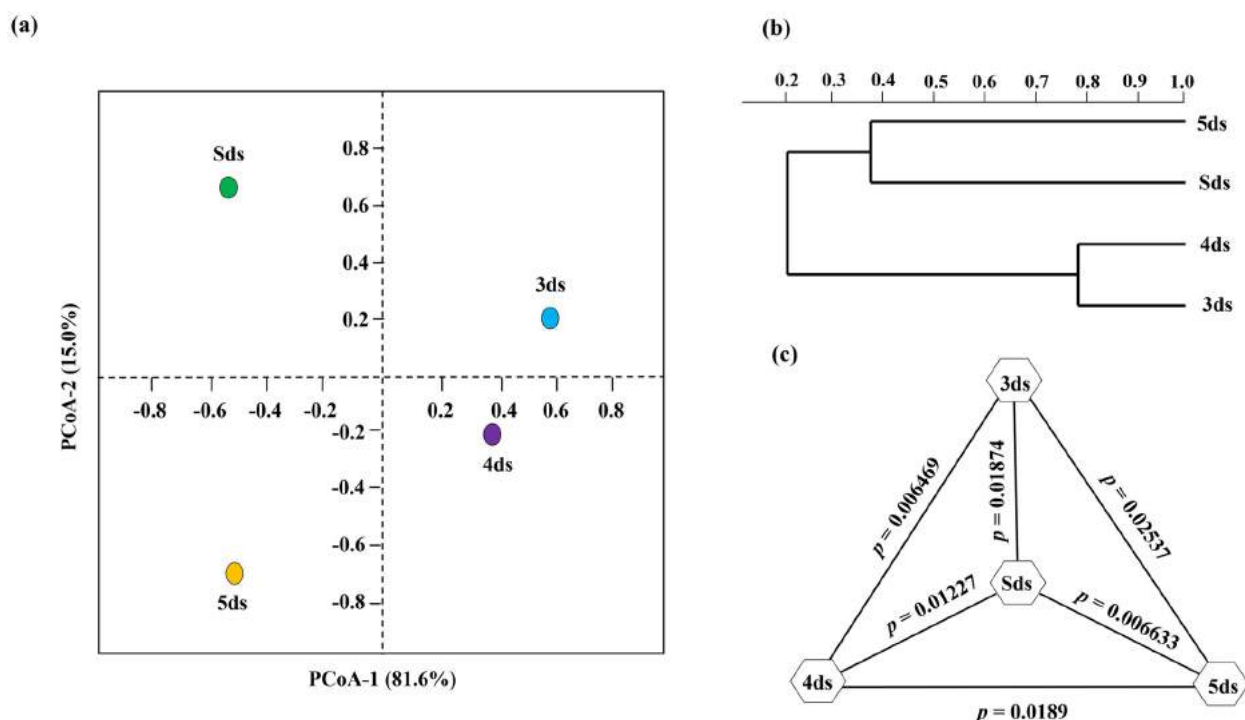 (a)
Sds
3ds
4ds
5ds
0.8
0.6
0.4
0.2
-0.8 -0.6 -0.4 -0.2
0.2 0.4 0.6 0.8
-0.2
-0.4
-0.6
-0.8
PCoA-2 (15.0%)
PCoA-1 (81.6%)
(b)
0.2 0.3 0.4 0.5 0.6 0.7 0.8 0.9 1.0
5ds
Sds
4ds
3ds
(c)
3ds
p = 0.006469
p = 0.01874
p = 0.02537
Sds
p = 0.01227
p = 0.006633
4ds
5ds
p = 0.0189